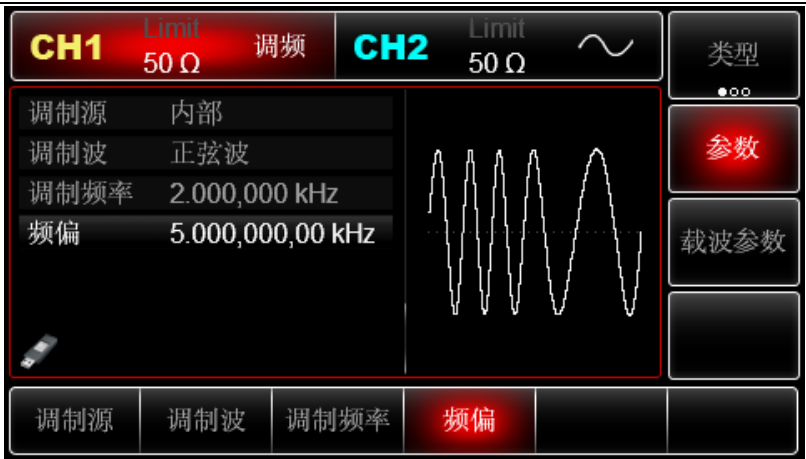 CH1 Limit 50 Ω 调频 CH2 Limit 50 Ω
类型
调制源 内部
调制波 正弦波
调制频率 2.000,000 kHz
频偏 5.000,000,00 kHz
参数
载波参数
调制源 调制波 调制频率 频偏